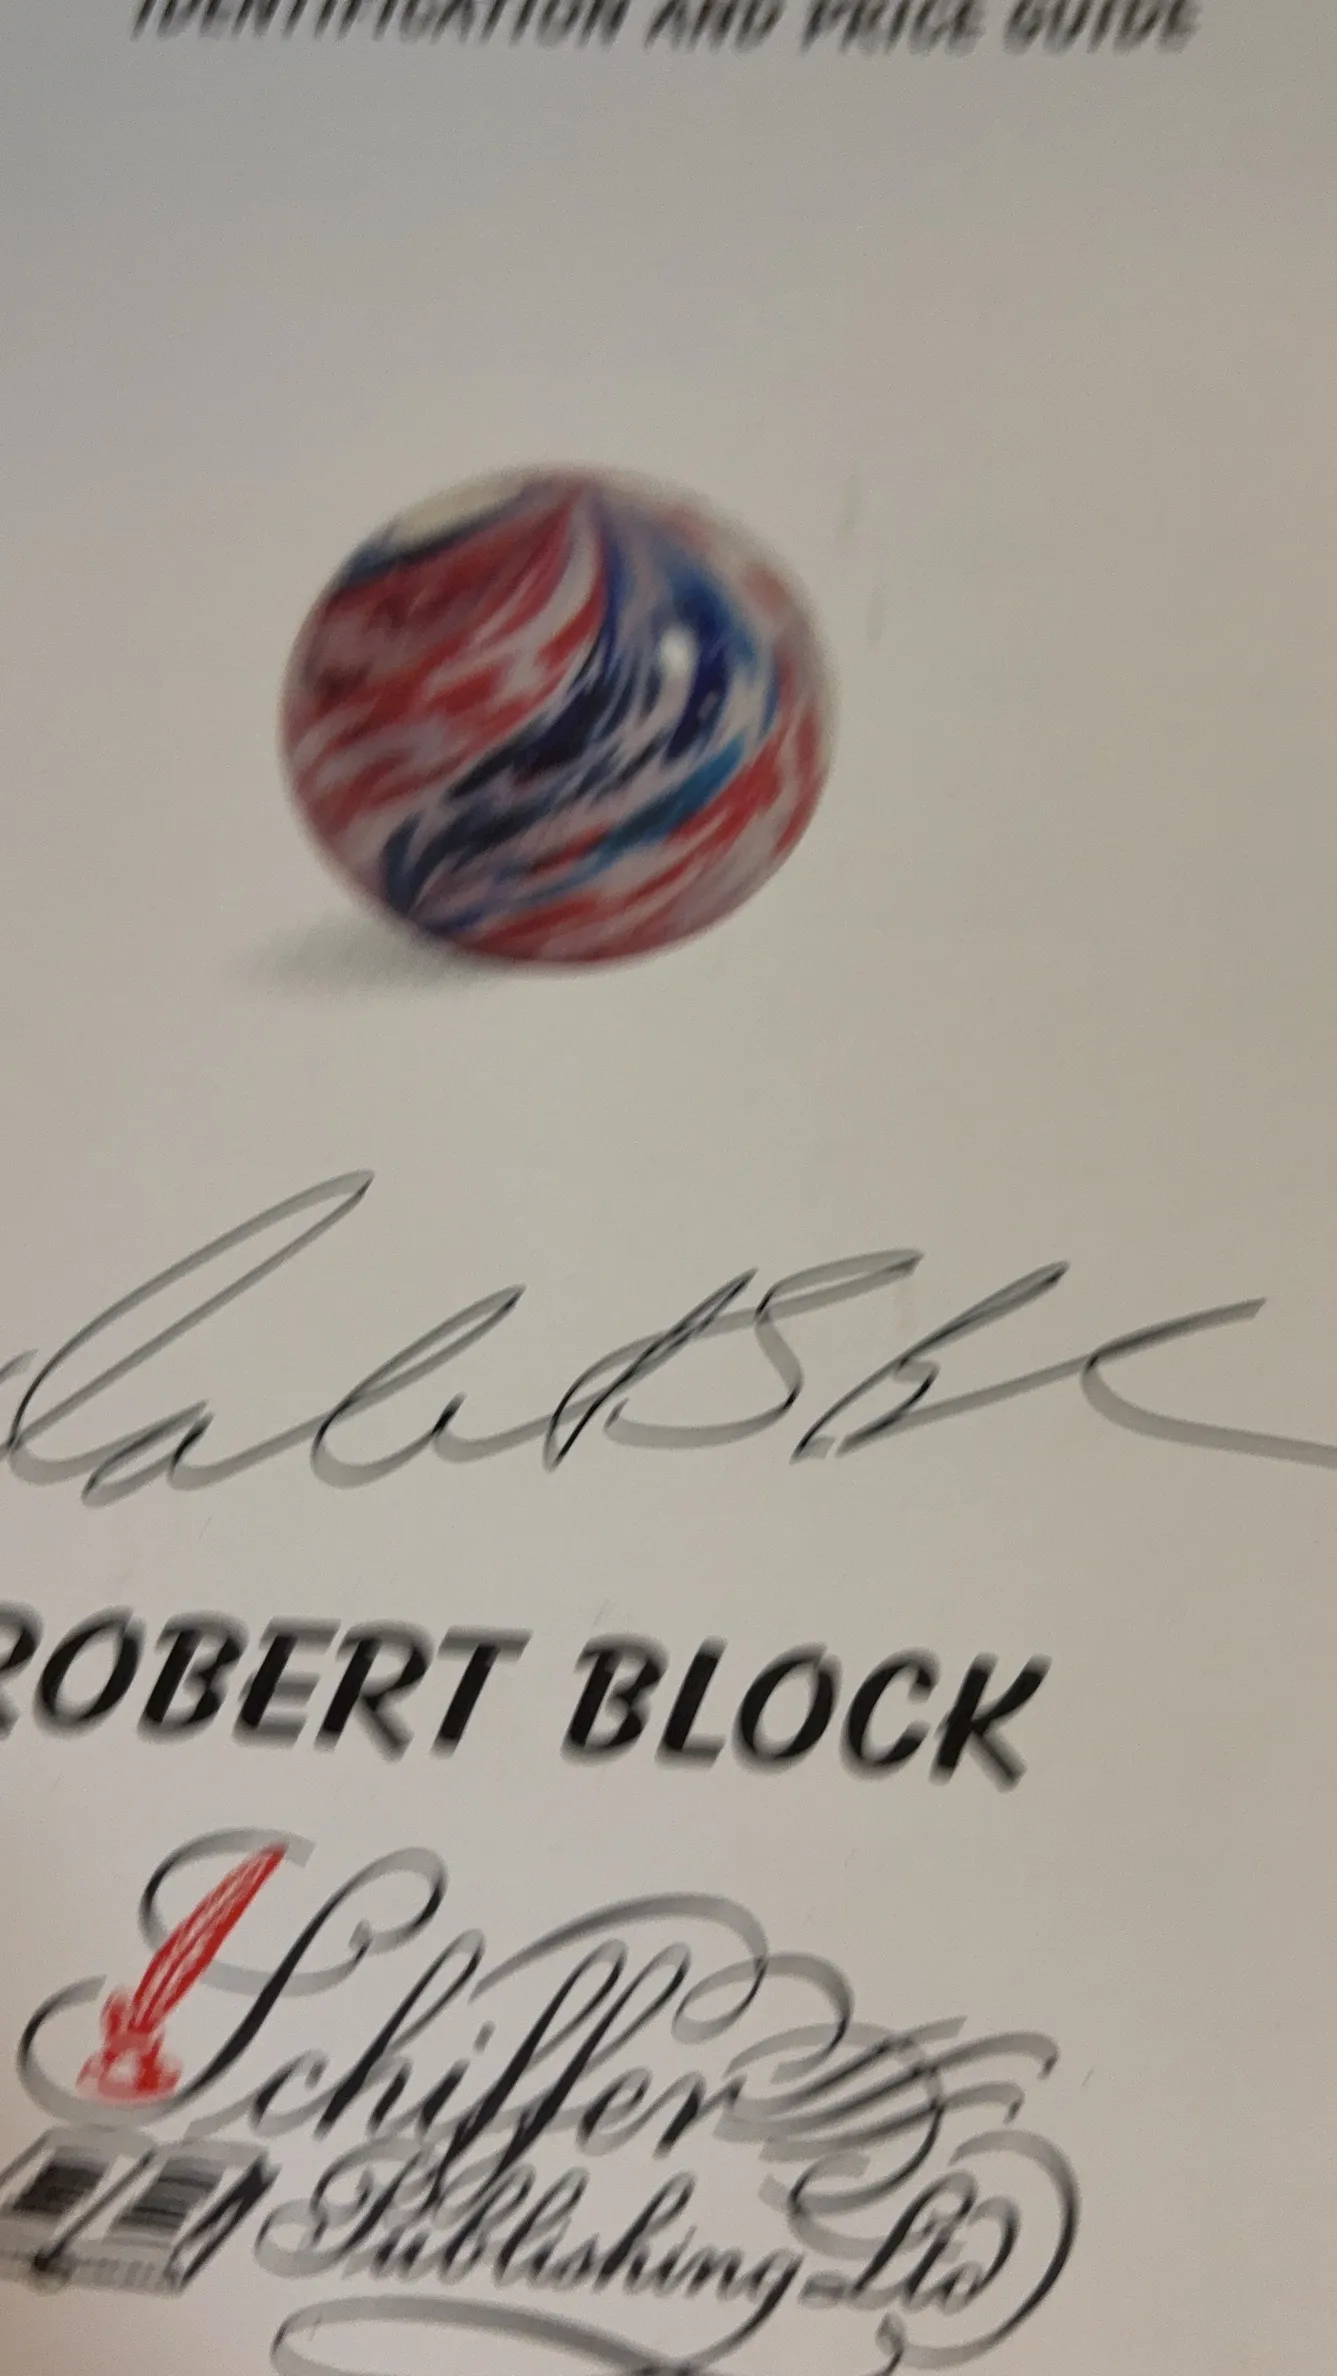 IDENTIFICATION AND PRICE GUIDE
ROBERT BLOCK
Schiffer
Publishing Ltd